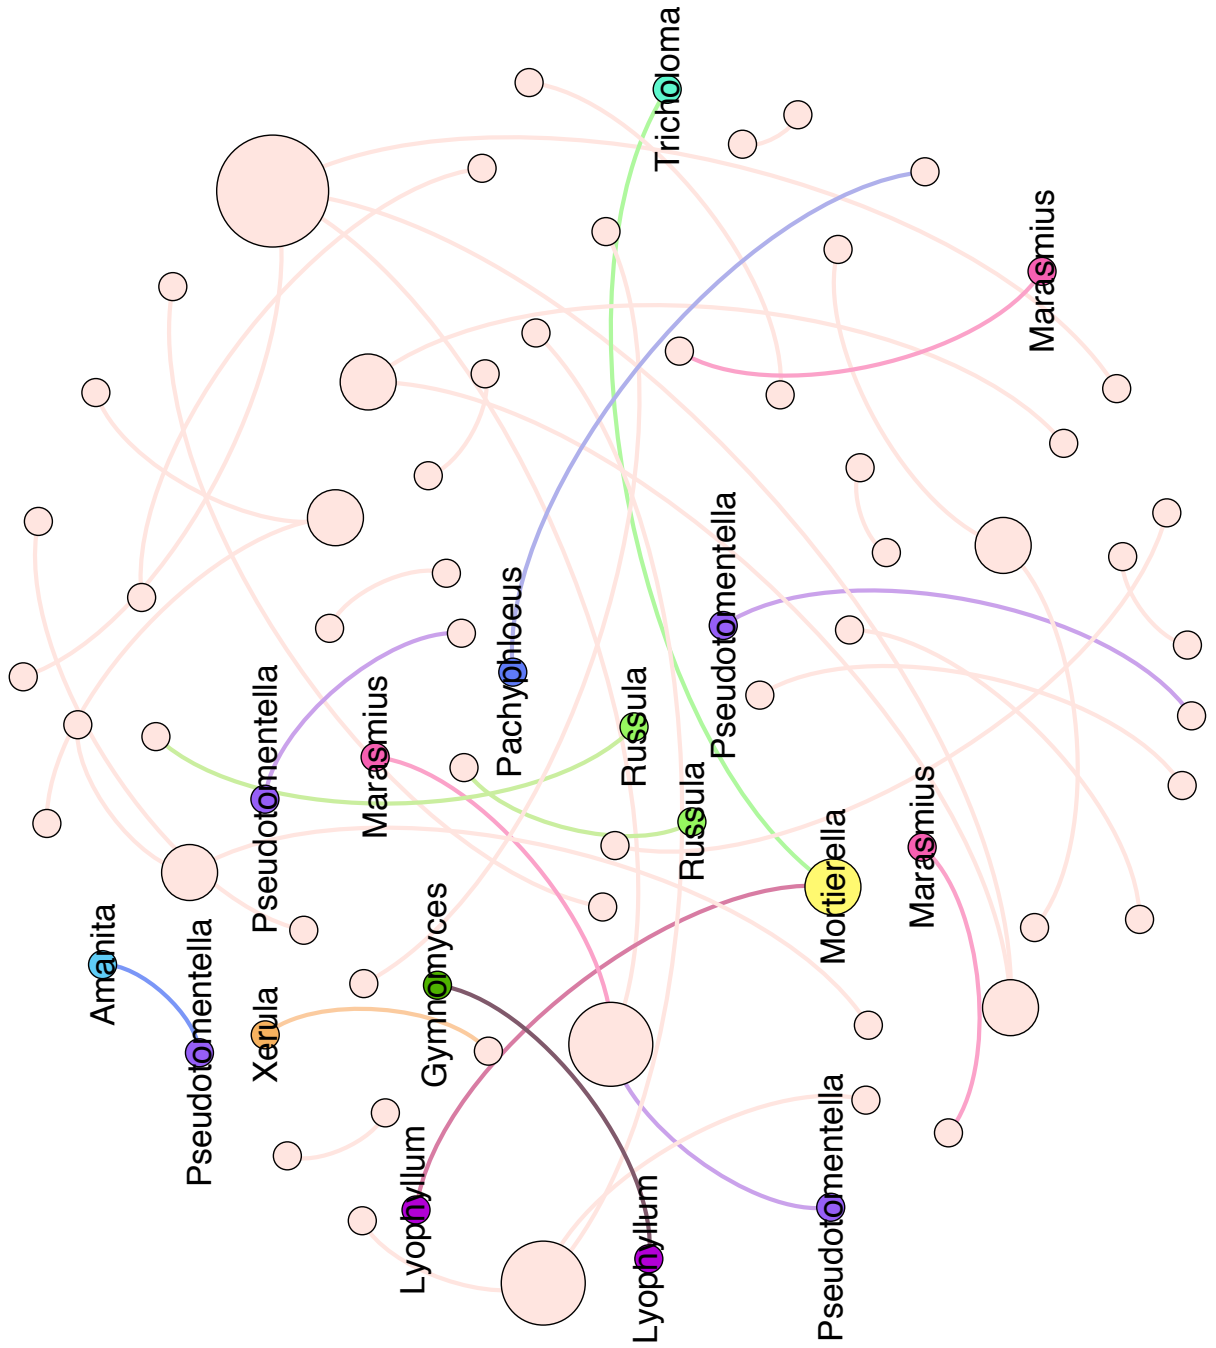 Tricholoma
Marasmius
Pseudotomentella
Pachyphloeus
Pseudotomentella
Marasmius
Russula
Russula
Marasmius
Mortierella
Amanita
Pseudotomentella
Xerula
Gymnomyces
Lyophyllum
Lyophyllum
Pseudotomentella